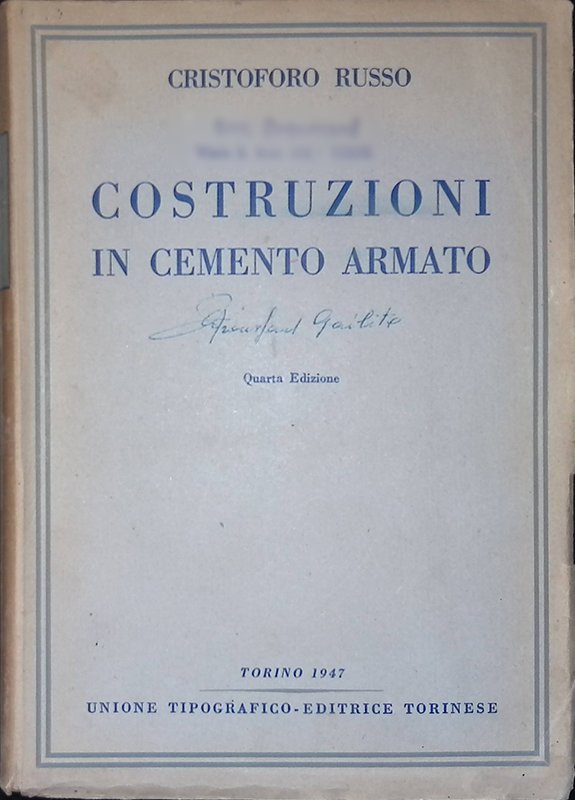 CRISTOFORO RUSSO
COSTRUZIONI
IN CEMENTO ARMATO
Quarta Edizione
TORINO 1947
UNIONE TIPOGRAFICO-EDITRICE TORINESE